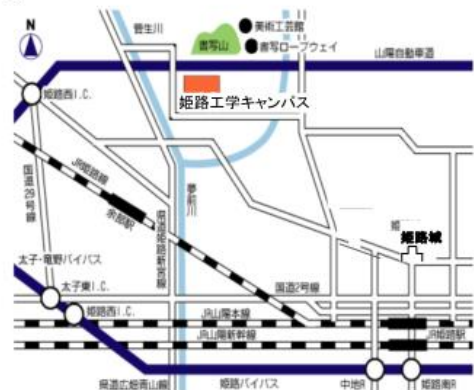 N
菅生川
美術工芸館
書写山
書写ロープウェイ
山陽自動車道
姫路西I.C.
姫路工学キャンパス
JR姫路線
国道29号線
余部駅
県道姫路新宮線
夢前川
姫
姫路城
太子・竜野バイパス
太子東I.C.
国道2号線
姫路西I.C.
JR山陽本線
JR山陽新幹線
JR姫路駅
県道広畑青山線
姫路バイパス
中地R
姫路南R